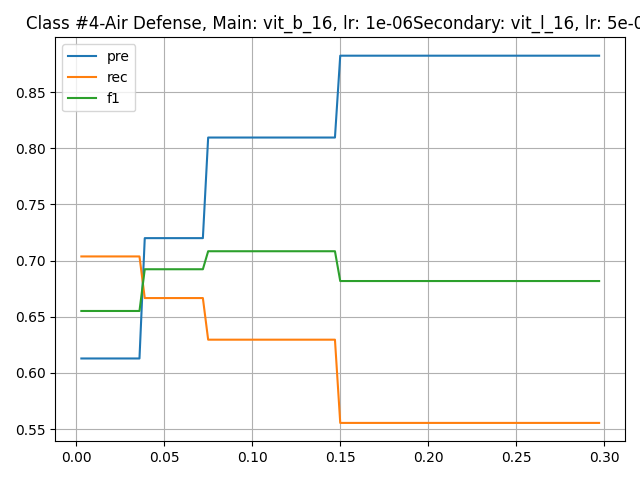 Class #4-Air Defense, Main: vit_b_16, lr: 1e-06Secondary: vit_l_16, lr: 5e-0
pre
rec
f1
0.85
0.80
0.75
0.70
0.65
0.60
0.55
0.00 0.05 0.10 0.15 0.20 0.25 0.30